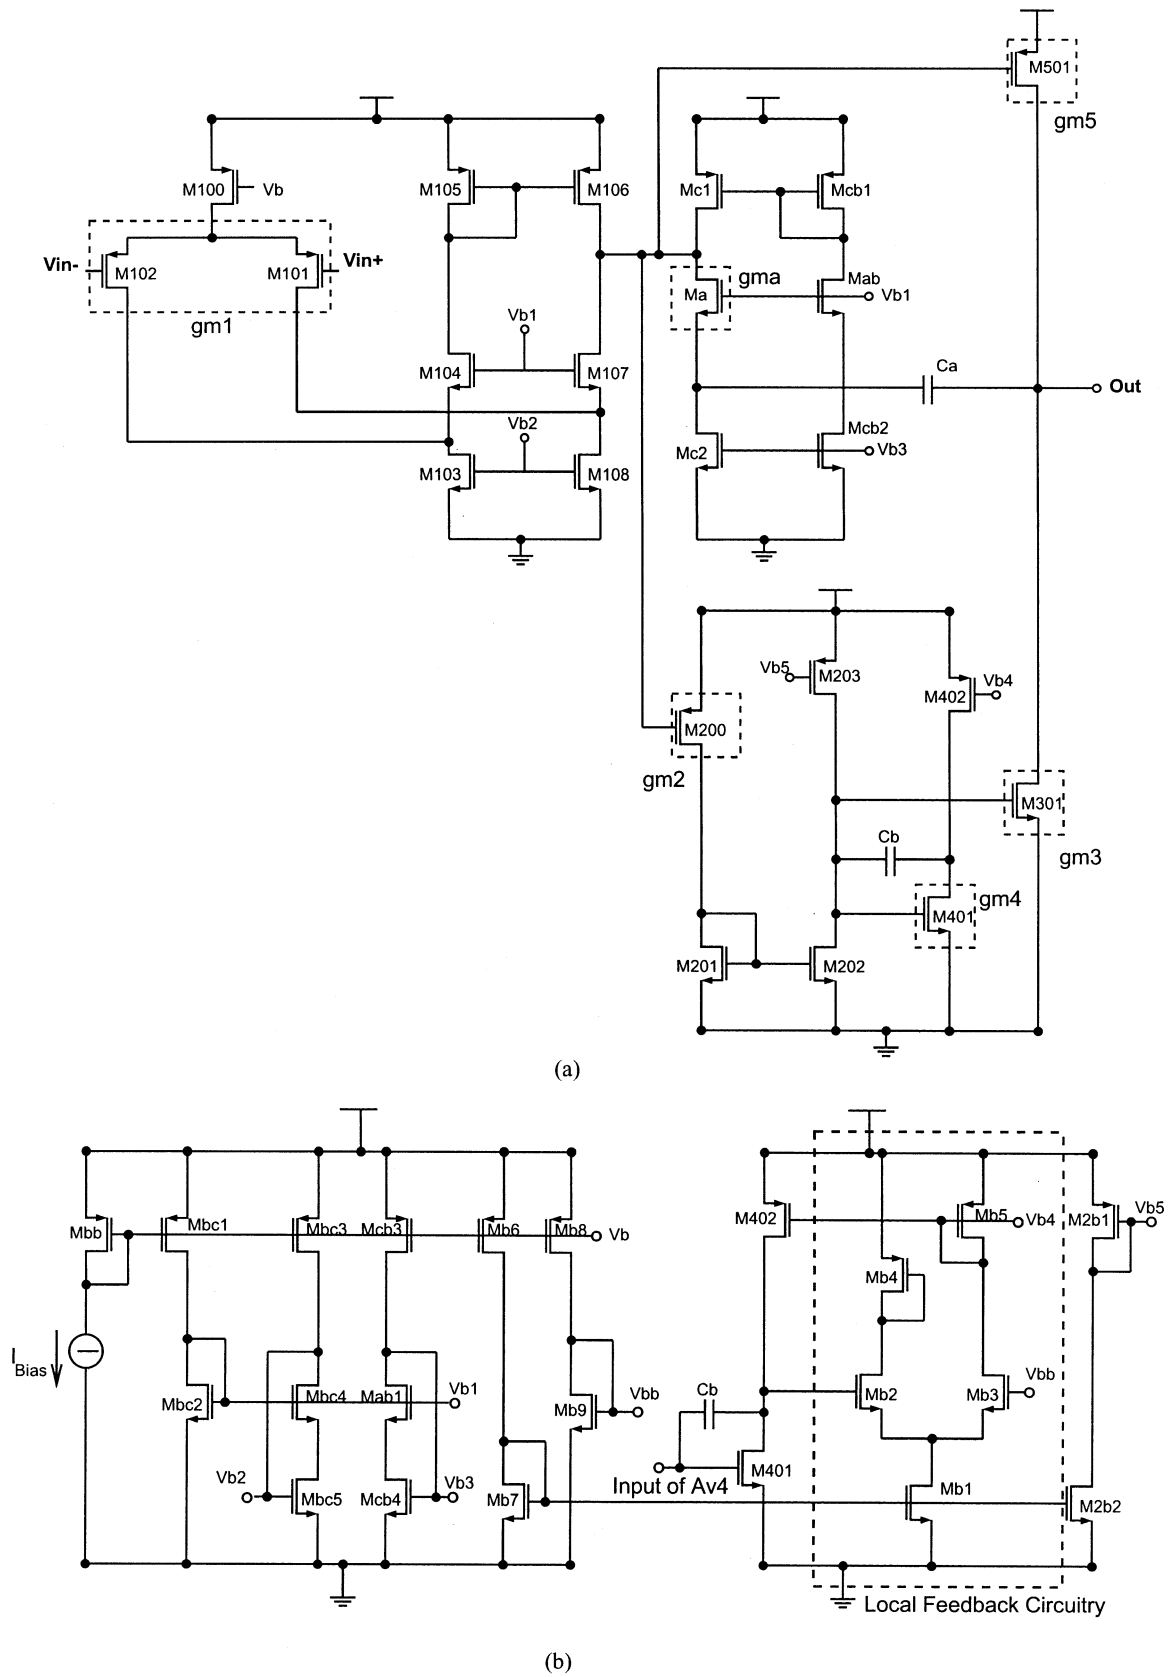 M501
gm5
M100
Vb
M105
M106
Mc1
Mcb1
Vin-
M102
M101
Vin+
gm1
Ma
gma
Mab
Vb1
Vb1
M104
M107
Ca
Out
Vb2
Mcb2
Vb3
Mc2
M103
M108
Vb5
M203
M402
Vb4
M200
gm2
M301
gm3
Cb
gm4
M401
M201
M202
(a)
Mbb
Mbc1
Mbc3
Mcb3
Mb6
Mb8
Vb
M402
Mb5
Vb4
M2b1
Vb5
Mb4
I Bias
Mbc2
Mbc4
Mab1
Vb1
Mb9
Vbb
Cb
Mb2
Mb3
Vbb
Vb2
Mbc5
Mcb4
Vb3
Mb7
Input of Av4
M401
Mb1
M2b2
Local Feedback Circuitry
(b)